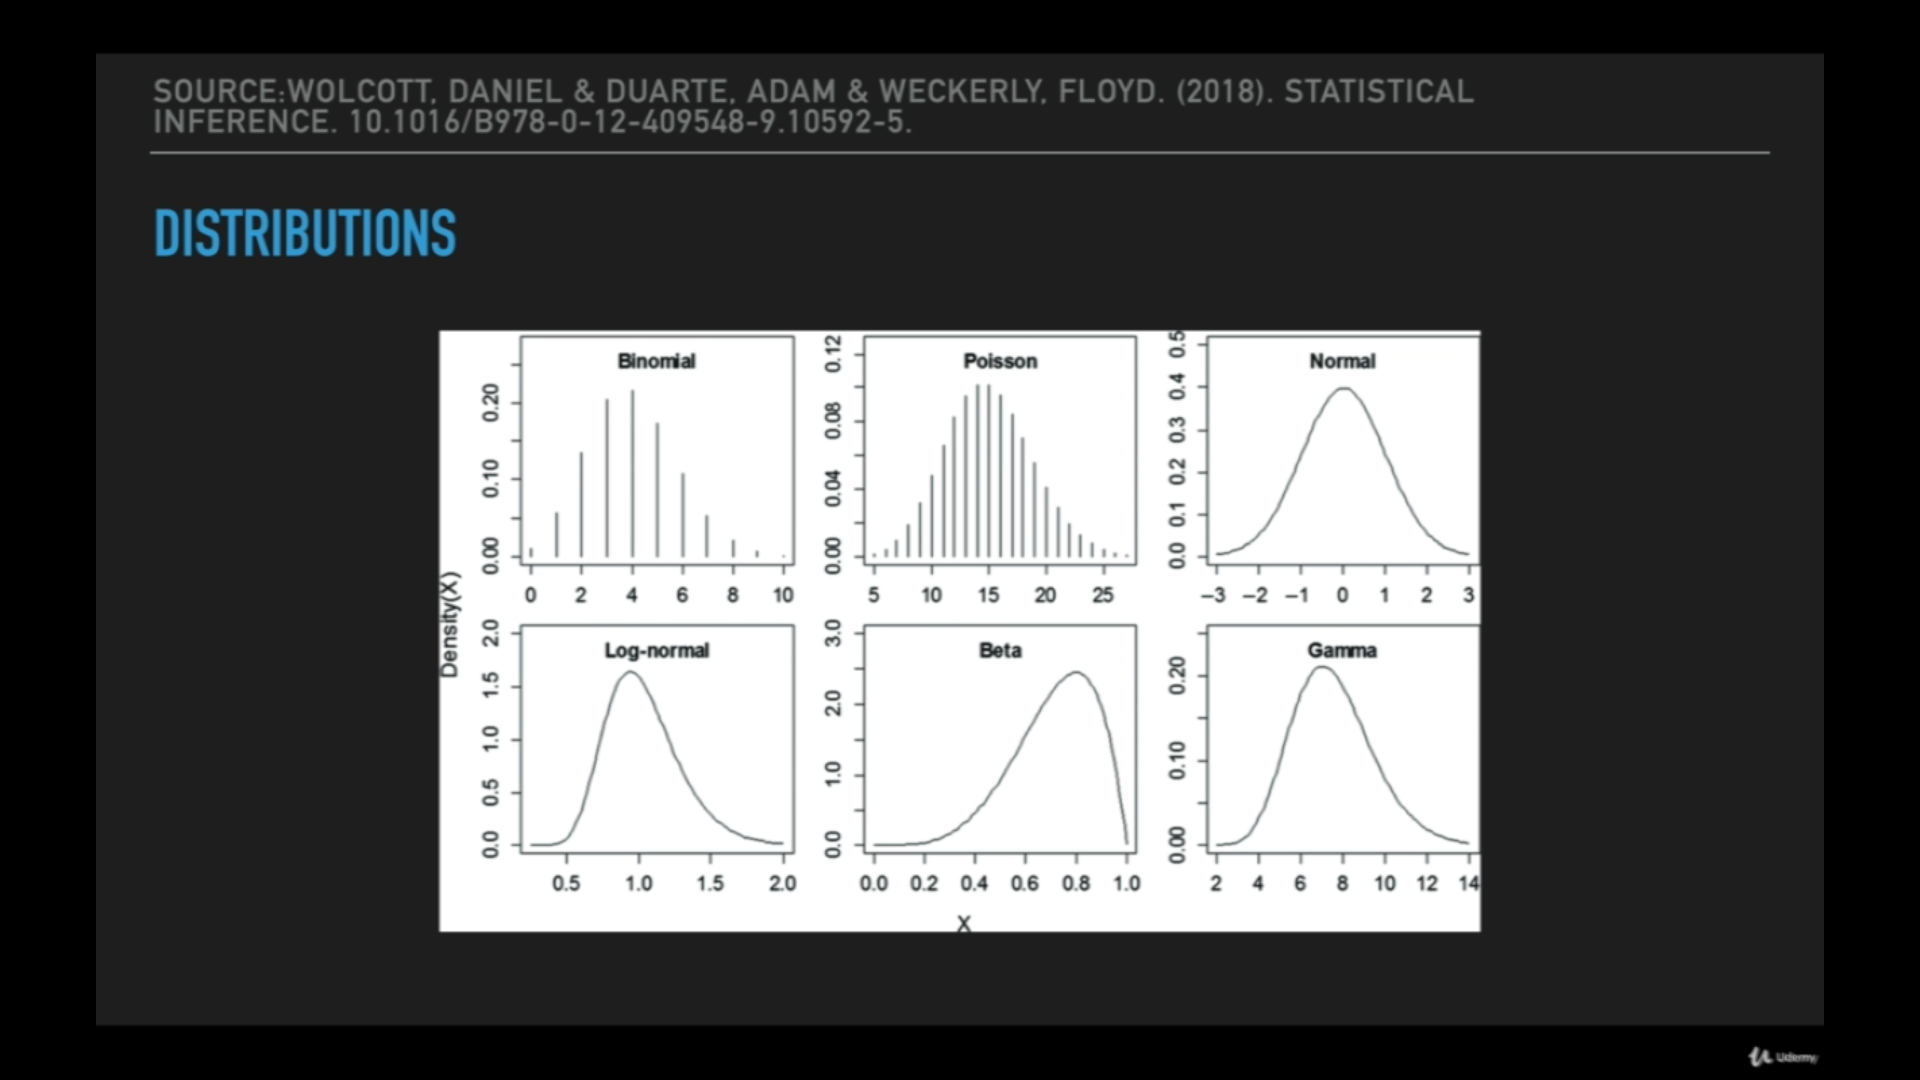 SOURCE:WOLCOTT, DANIEL & DUARTE, ADAM & WECKERLY, FLOYD. (2018). STATISTICAL
INFERENCE. 10.1016/B978-0-12-409548-9.10592-5.
DISTRIBUTIONS
Density(X)
Binomial
0.00 0.10 0.20
0 2 4 6 8 10
Poisson
0.00 0.04 0.08 0.12
5 10 15 20 25
Normal
0.0 0.1 0.2 0.3 0.4 0.5
−3 −2 −1 0 1 2 3
Log-normal
0.0 0.5 1.0 1.5 2.0
0.5 1.0 1.5 2.0
Beta
0.0 1.0 2.0 3.0
0.0 0.2 0.4 0.6 0.8 1.0
Gamma
0.00 0.10 0.20
2 4 6 8 10 12 14
X
Udemy